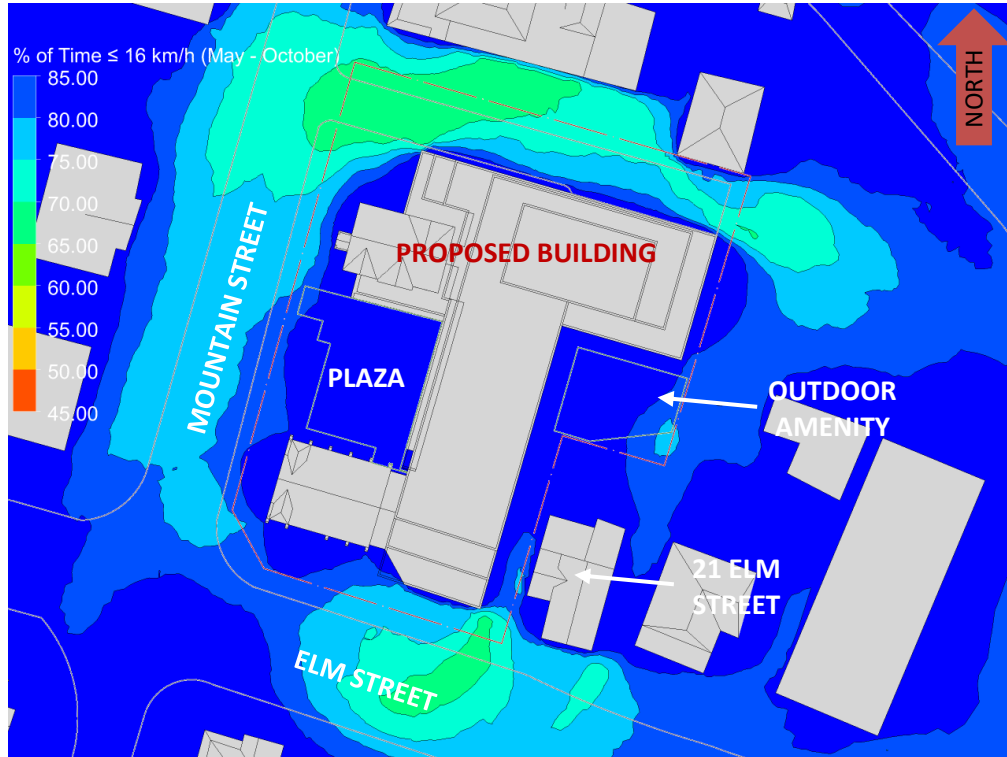 % of Time ≤ 16 km/h (May - October)
85.00
80.00
75.00
70.00
65.00
60.00
55.00
50.00
45.00
NORTH
PROPOSED BUILDING
MOUNTAIN STREET
PLAZA
OUTDOOR
AMENITY
21 ELM
STREET
ELM STREET